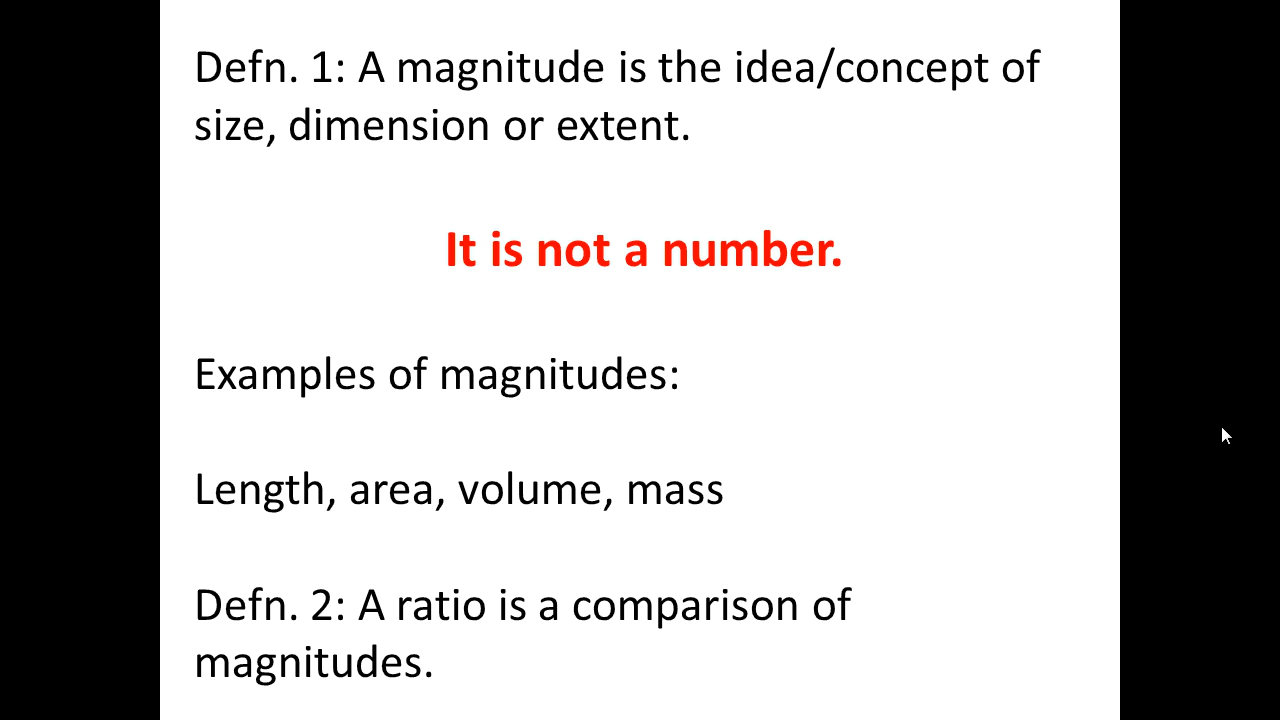 Defn. 1: A magnitude is the idea/concept of
size, dimension or extent.
It is not a number.
Examples of magnitudes:
Length, area, volume, mass
Defn. 2: A ratio is a comparison of
magnitudes.